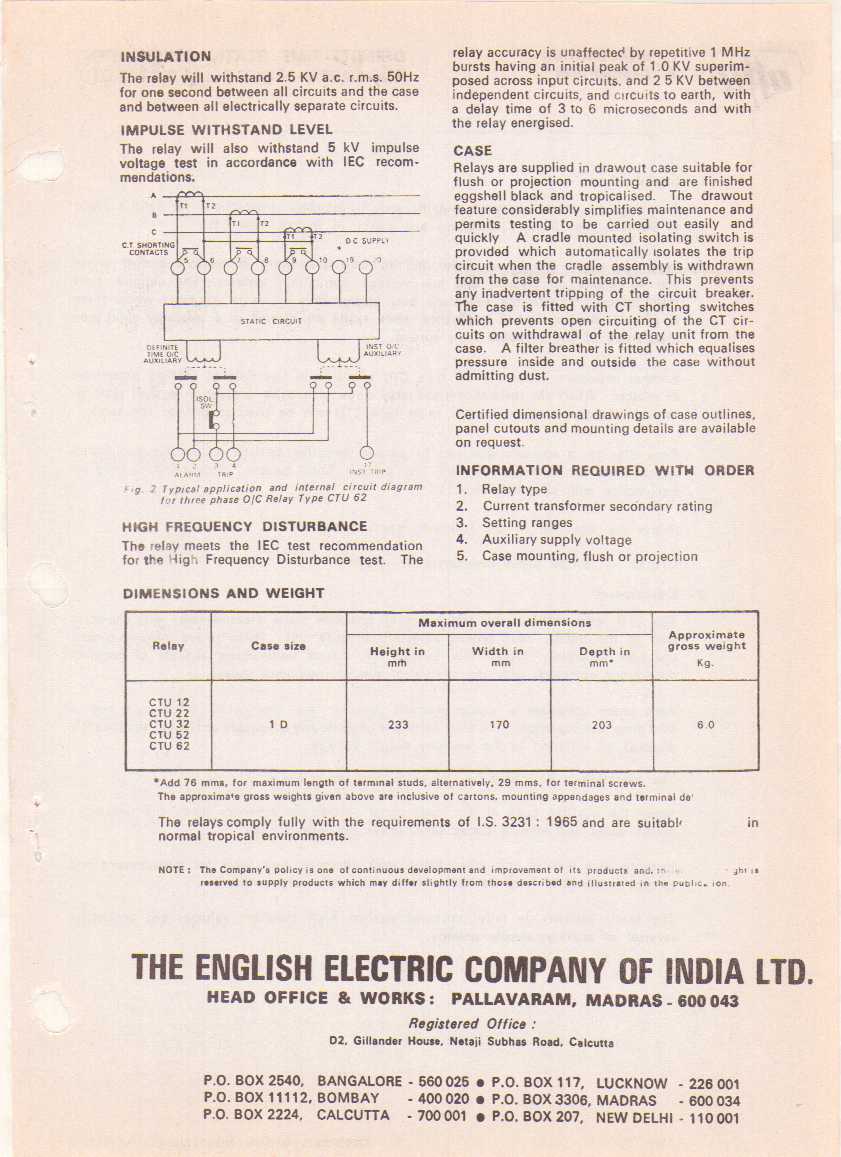 INSULATION
The relay will withstand 2.5 KV a.c. r.m.s. 50Hz
for one second between all circuits and the case
and between all electrically separate circuits.
IMPULSE WITHSTAND LEVEL
The relay will also withstand 5 kV impulse
voltage test in accordance with IEC recom-
mendations.
A
T1 T2
B
T1 T2
C
T1 T2
C.T. SHORTING
CONTACTS
D C SUPPLY
5 6 7 8 9 10 19
STATIC CIRCUIT
DEFINITE
TIME O/C
AUXILIARY
INST O/C
AUXILIARY
ISOL
SW
1 2 3 4 17
ALARM TRIP INST TRIP
Fig. 2 Typical application and internal circuit diagram
for three phase O/C Relay Type CTU 62
HIGH FREQUENCY DISTURBANCE
The relay meets the IEC test recommendation
for the High Frequency Disturbance test. The
relay accuracy is unaffected by repetitive 1 MHz
bursts having an initial peak of 1.0 KV superim-
posed across input circuits, and 2 5 KV between
independent circuits, and circuits to earth, with
a delay time of 3 to 6 microseconds and with
the relay energised.
CASE
Relays are supplied in drawout case suitable for
flush or projection mounting and are finished
eggshell black and tropicalised. The drawout
feature considerably simplifies maintenance and
permits testing to be carried out easily and
quickly A cradle mounted isolating switch is
provided which automatically isolates the trip
circuit when the cradle assembly is withdrawn
from the case for maintenance. This prevents
any inadvertent tripping of the circuit breaker.
The case is fitted with CT shorting switches
which prevents open circuiting of the CT cir-
cuits on withdrawal of the relay unit from tne
case. A filter breather is fitted which equalises
pressure inside and outside the case without
admitting dust.
Certified dimensional drawings of case outlines,
panel cutouts and mounting details are available
on request.
INFORMATION REQUIRED WITH ORDER
1. Relay type
2. Current transformer secondary rating
3. Setting ranges
4. Auxiliary supply voltage
5. Case mounting, flush or projection
DIMENSIONS AND WEIGHT
Relay
Case size
Maximum overall dimensions
Height in
mm
Width in
mm
Depth in
mm*
Approximate
gross weight
Kg.
CTU 12
CTU 22
CTU 32
CTU 52
CTU 62
1 D
233
170
203
6.0
*Add 76 mms, for maximum length of terminal studs, alternatively, 29 mms, for terminal screws.
The approximate gross weights given above are inclusive of cartons, mounting appendages and terminal
The relays comply fully with the requirements of I.S. 3231 : 1965 and are in
normal tropical environments.
NOTE : The Company's policy is one of continuous development and improvement of its products and, is
reserved to supply products which may differ slightly from those described and illustrated in the
THE ENGLISH ELECTRIC COMPANY OF INDIA LTD.
HEAD OFFICE & WORKS: PALLAVARAM, MADRAS - 600 043
Registered Office :
D2, Gillander House, Netaji Subhas Road, Calcutta
P.O. BOX 2540, BANGALORE - 560 025 ● P.O. BOX 117, LUCKNOW - 226 001
P.O. BOX 11112, BOMBAY - 400 020 ● P.O. BOX 3306, MADRAS - 600 034
P.O. BOX 2224, CALCUTTA - 700 001 ● P.O. BOX 207, NEW DELHI - 110 001